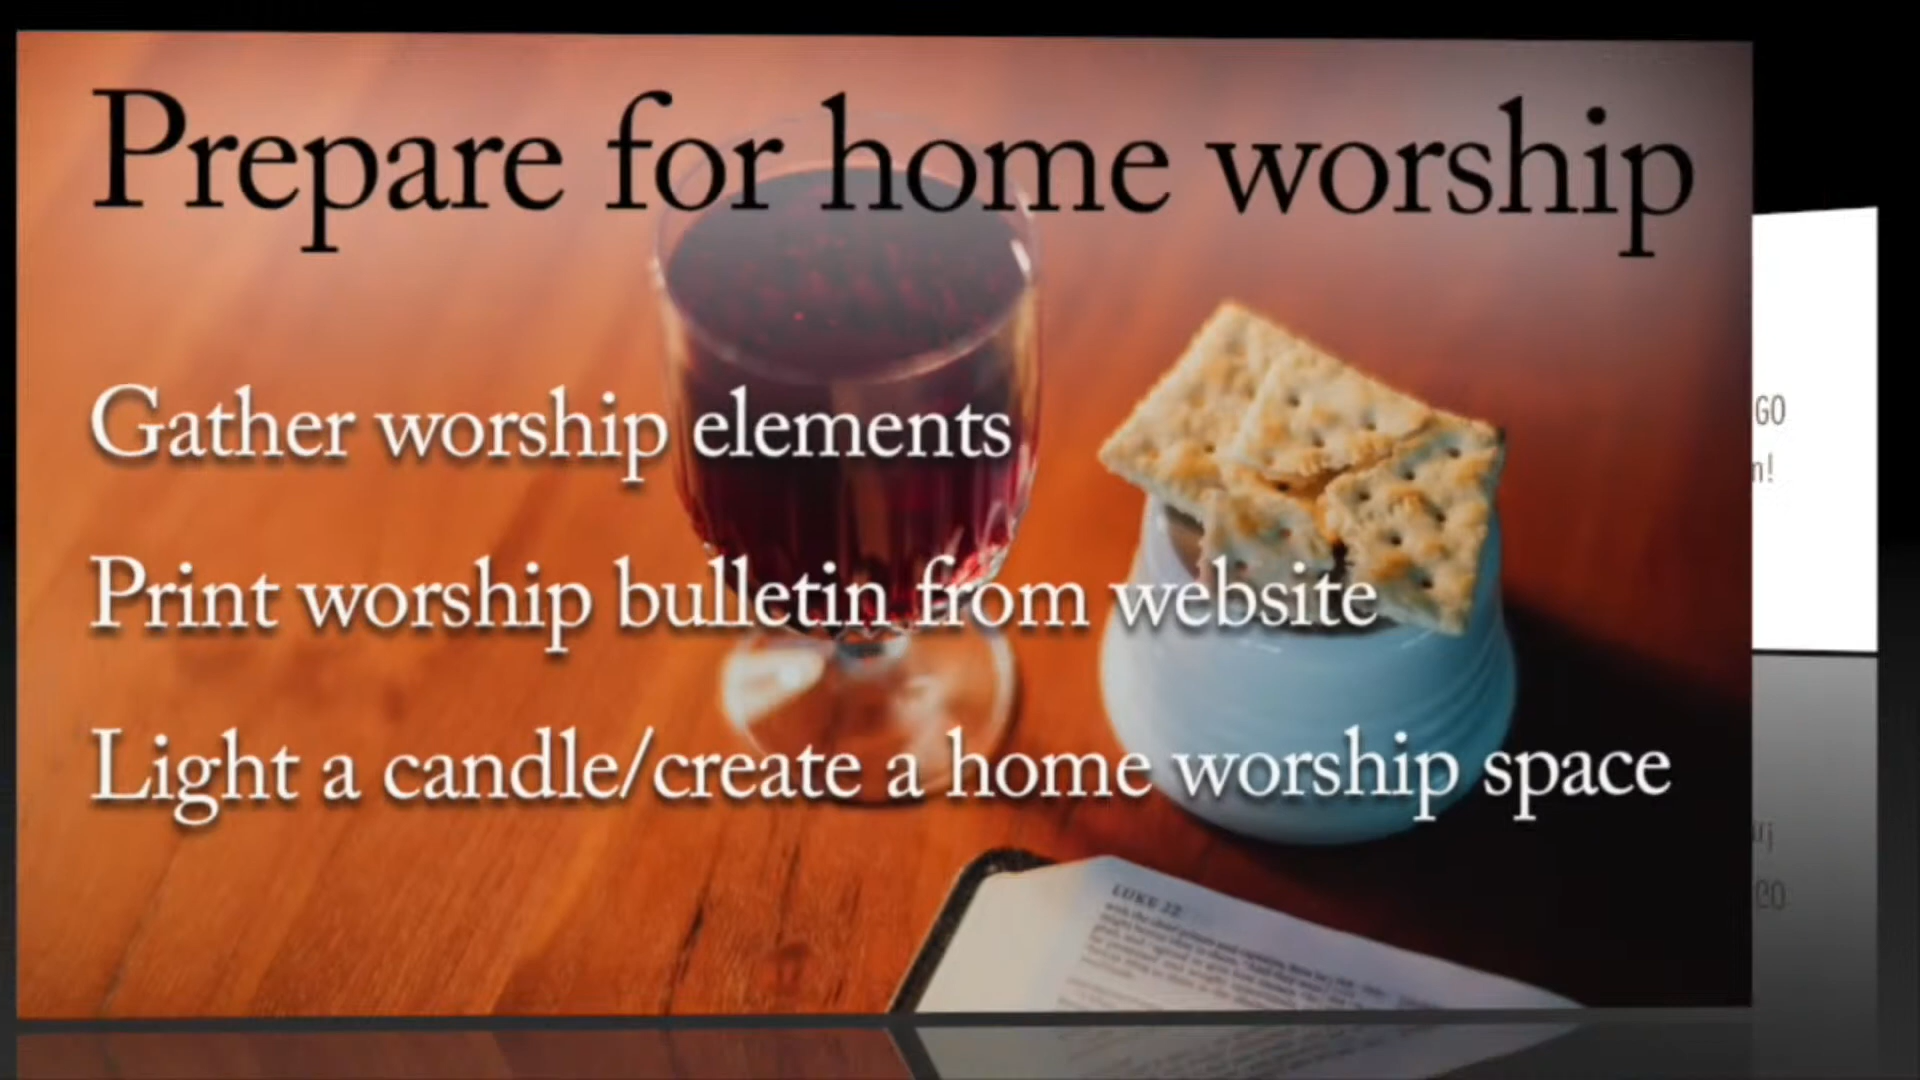 Prepare for home worship
Gather worship elements
Print worship bulletin from website
Light a candle/create a home worship space
LUKE 22
GO
n!